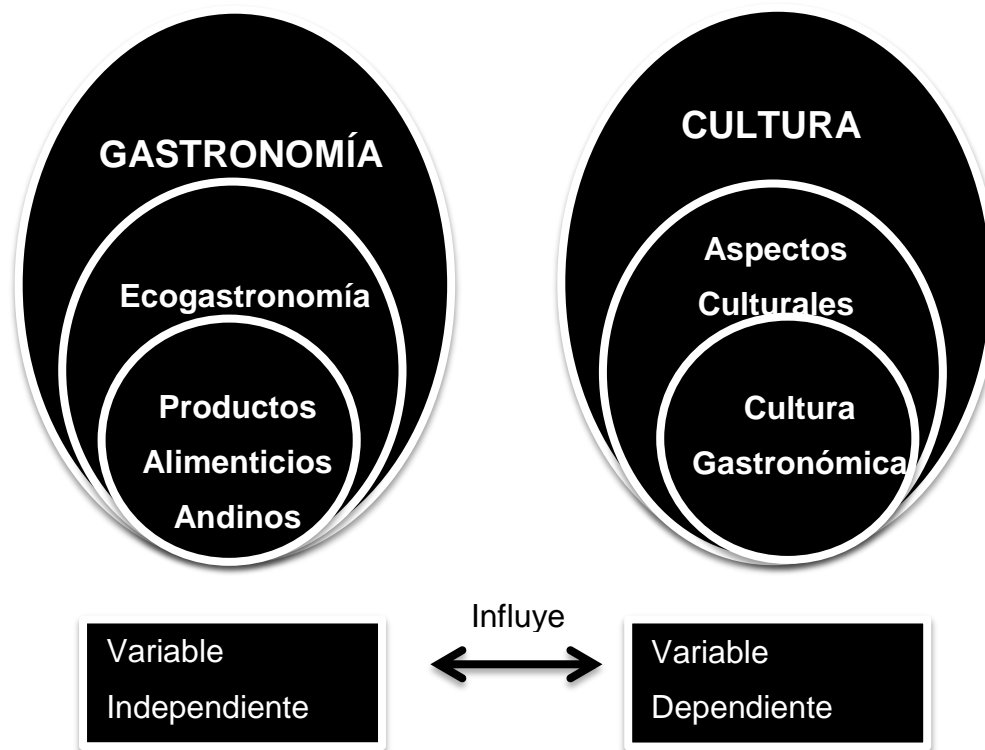 GASTRONOMÍA
Ecogastronomía
Productos
Alimenticios
Andinos
CULTURA
Aspectos
Culturales
Cultura
Gastronómica
Influye
Variable
Independiente
Variable
Dependiente